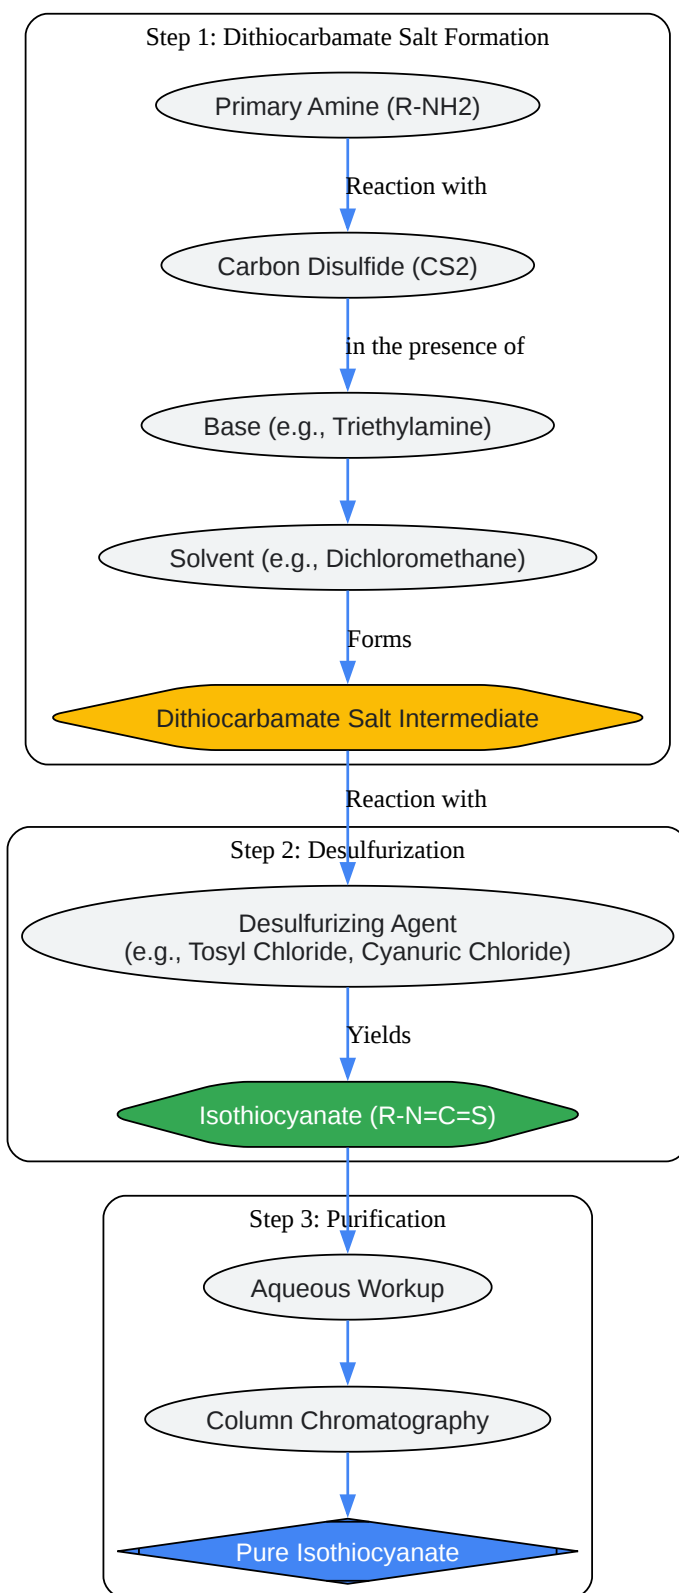 Step 1: Dithiocarbamate Salt Formation
Primary Amine (R-NH2)
Reaction with
Carbon Disulfide (CS2)
in the presence of
Base (e.g., Triethylamine)
Solvent (e.g., Dichloromethane)
Forms
Dithiocarbamate Salt Intermediate
Reaction with
Step 2: Desulfurization
Desulfurizing Agent
(e.g., Tosyl Chloride, Cyanuric Chloride)
Yields
Isothiocyanate (R-N=C=S)
Step 3: Purification
Aqueous Workup
Column Chromatography
Pure Isothiocyanate